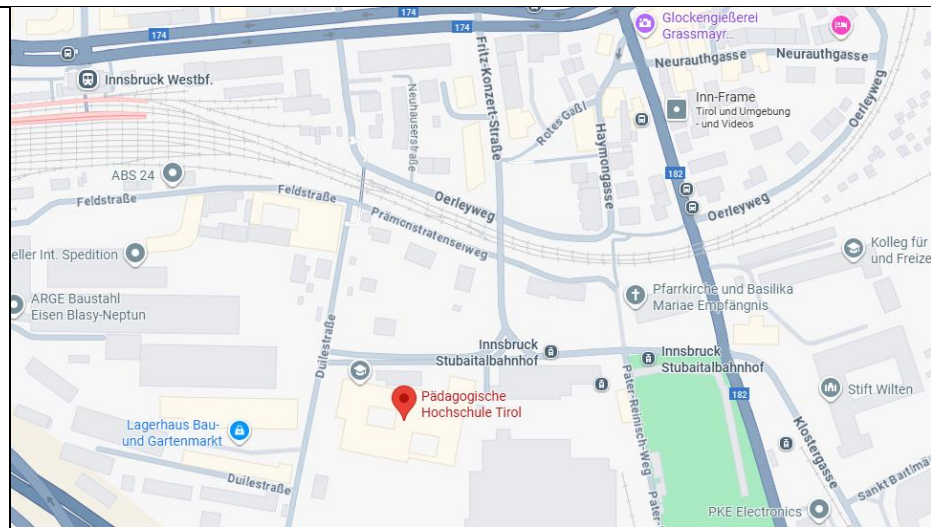 174
174
Glockengießerei
Grassmayr...
Neurauthgasse
Neurauthgasse
Innsbruck Westbf.
Fritz-Konzert-Straße
Neuhauserstraße
Inn-Frame
Tirol und Umgebung
- und Videos
Rotes Gaßl
Haymongasse
Oerleyweg
ABS 24
182
Feldstraße
Feldstraße
Oerleyweg
Oerleyweg
Prämonstratenserweg
eller Int. Spedition
Kolleg für
und Freize
ARGE Baustahl
Eisen Blasy-Neptun
Pfarrkirche und Basilika
Mariae Empfängnis
Duilestraße
Innsbruck
Stubaitalbahnhof
Innsbruck
Stubaitalbahnhof
Pädagogische
Hochschule Tirol
Pater-Reinisch-Weg
182
Stift Wilten
Lagerhaus Bau-
und Gartenmarkt
Klostergasse
Duilestraße
Pater-
Sankt Bartlmä
PKE Electronics